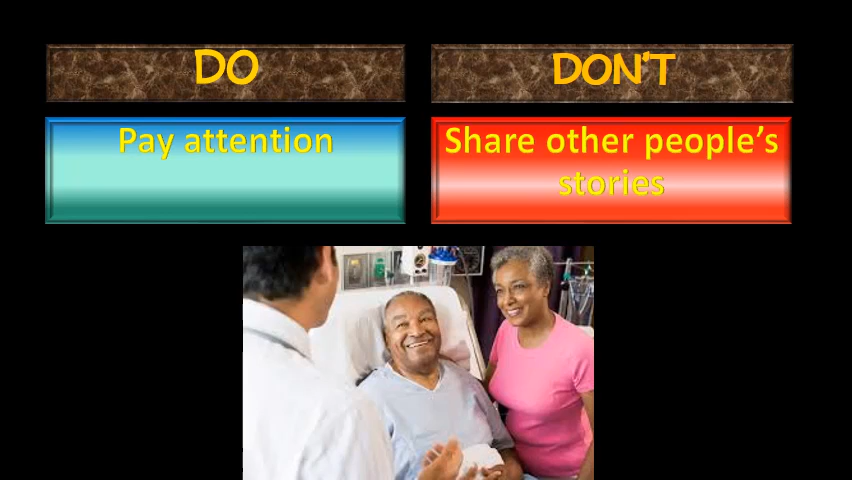 DO
DON'T
Pay attention
Share other people's
stories